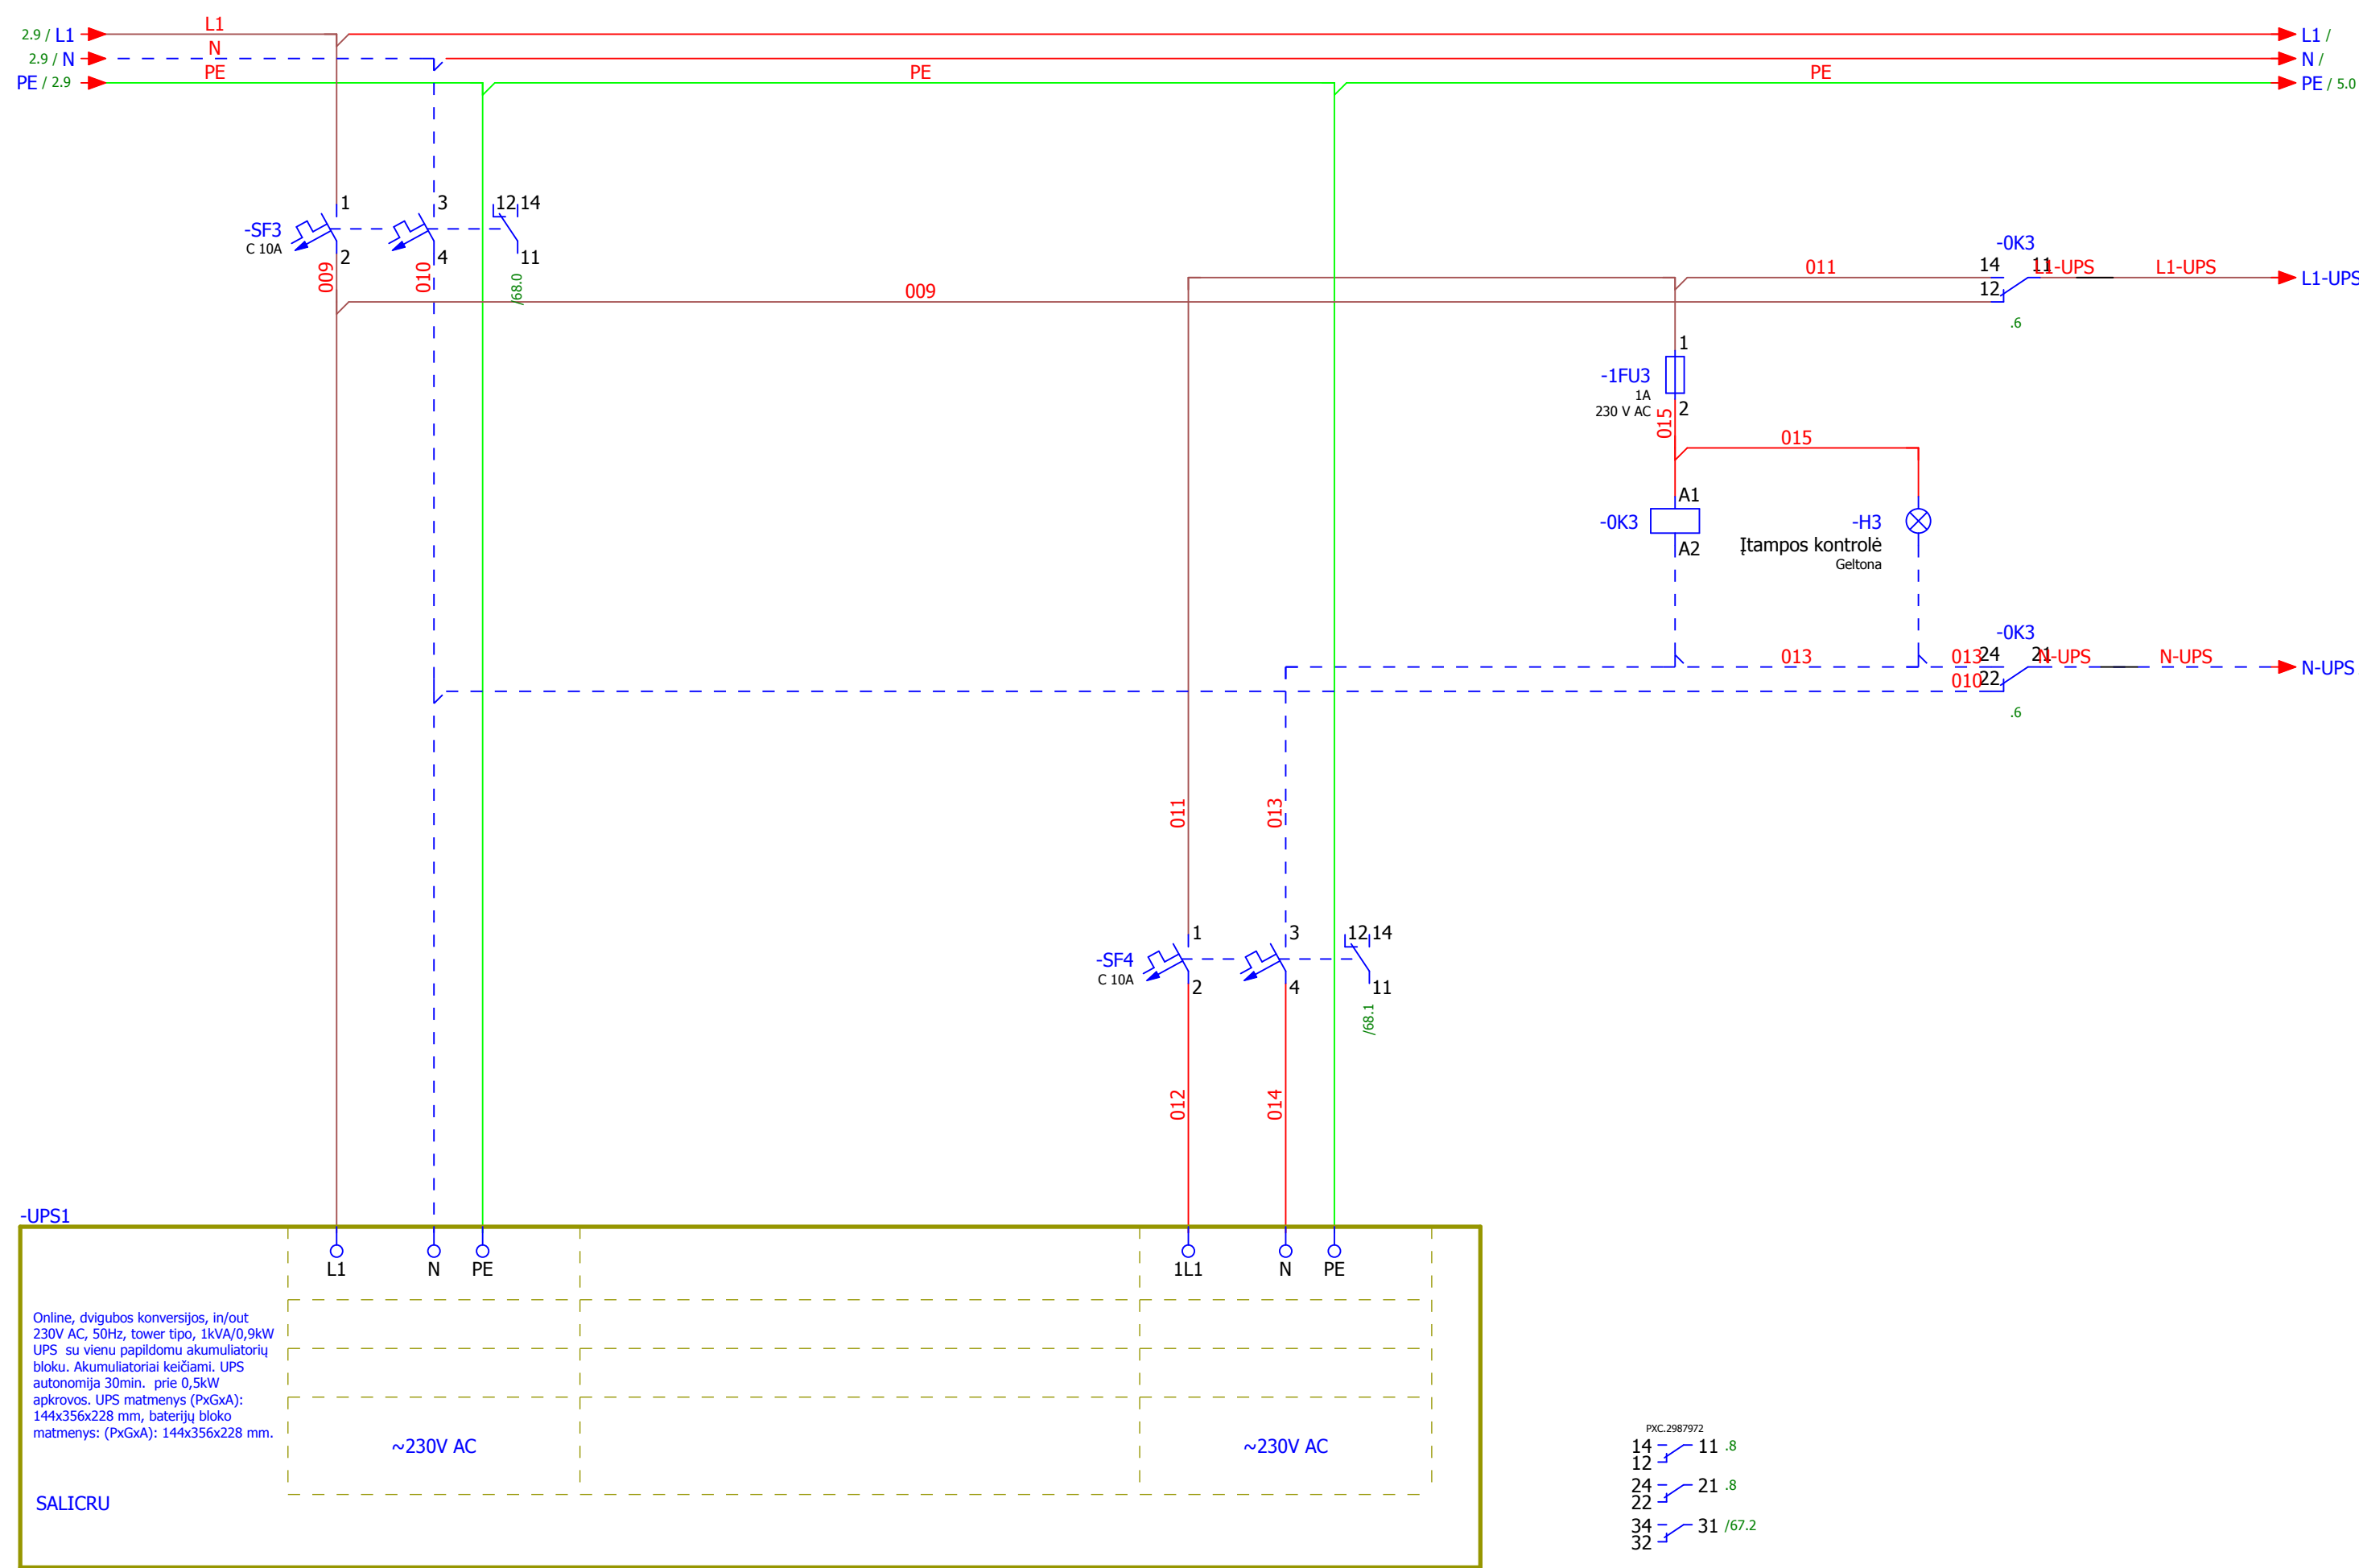 2.9 / L1
L1
L1 /
2.9 / N
N
N /
PE / 2.9
PE
PE
PE
PE / 5.0
-SF3
C 10A
1
2
3
4
12 14
11
/68.0
009
010
009
011
-0K3
14
11
12
L1-UPS
L1-UPS
L1-UPS
.6
-1FU3
1A
230 V AC
1
2
015
015
-0K3
A1
A2
-H3
Įtampos kontrolė
Geltona
013
013
010
-0K3
24
21
22
N-UPS
N-UPS
N-UPS
.6
011
013
-SF4
C 10A
1
2
3
4
12 14
11
/68.1
012
014
-UPS1
L1
N
PE
1L1
N
PE
Online, dvigubos konversijos, in/out
230V AC, 50Hz, tower tipo, 1kVA/0,9kW
UPS su vienu papildomu akumuliatorių
bloku. Akumuliatoriai keičiami. UPS
autonomija 30min. prie 0,5kW
apkrovos. UPS matmenys (PxGxA):
144x356x228 mm, baterijų bloko
matmenys: (PxGxA): 144x356x228 mm.
~230V AC
~230V AC
SALICRU
PXC.2987972
14 11 .8
12
24 21 .8
22
34 31 /67.2
32